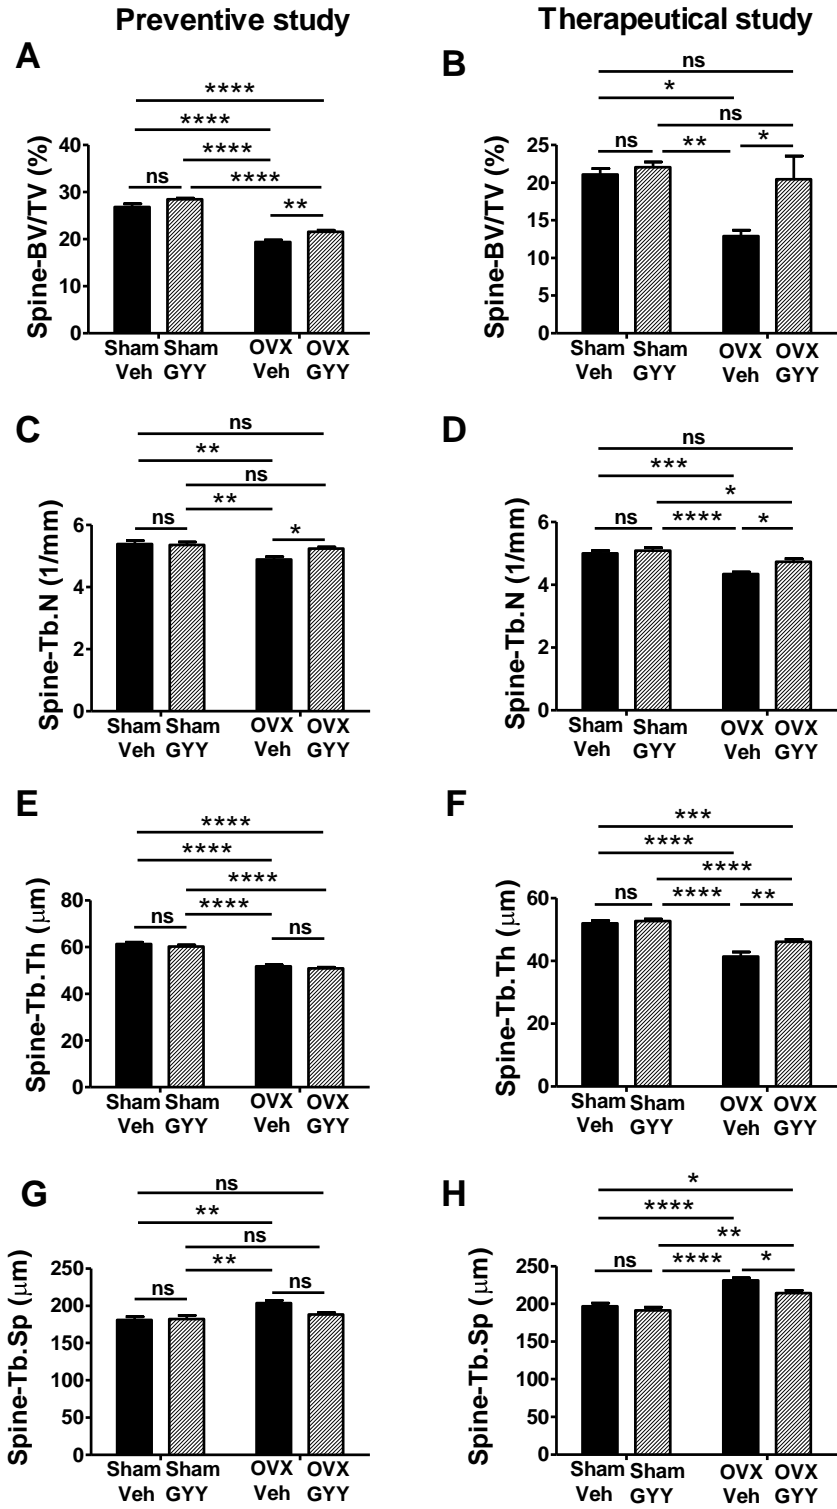 Preventive study
Therapeutical study
A
****
****
****
ns
****
**
Spine-BV/TV (%)
40
30
20
10
0
Sham Sham OVX OVX
Veh GYY Veh GYY
B
ns
*
ns
ns
**
*
Spine-BV/TV (%)
25
20
15
10
5
0
Sham Sham OVX OVX
Veh GYY Veh GYY
C
ns
**
ns
**
ns
*
Spine-Tb.N (1/mm)
6
4
2
0
Sham Sham OVX OVX
Veh GYY Veh GYY
D
ns
***
*
ns
****
*
Spine-Tb.N (1/mm)
6
4
2
0
Sham Sham OVX OVX
Veh GYY Veh GYY
E
****
****
****
****
ns
ns
Spine-Tb.Th (μm)
80
60
40
20
0
Sham Sham OVX OVX
Veh GYY Veh GYY
F
***
****
****
ns
****
**
Spine-Tb.Th (μm)
60
40
20
0
Sham Sham OVX OVX
Veh GYY Veh GYY
G
ns
**
ns
**
ns
ns
Spine-Tb.Sp (μm)
250
200
150
100
50
0
Sham Sham OVX OVX
Veh GYY Veh GYY
H
*
****
**
ns
****
*
Spine-Tb.Sp (μm)
250
200
150
100
50
0
Sham Sham OVX OVX
Veh GYY Veh GYY